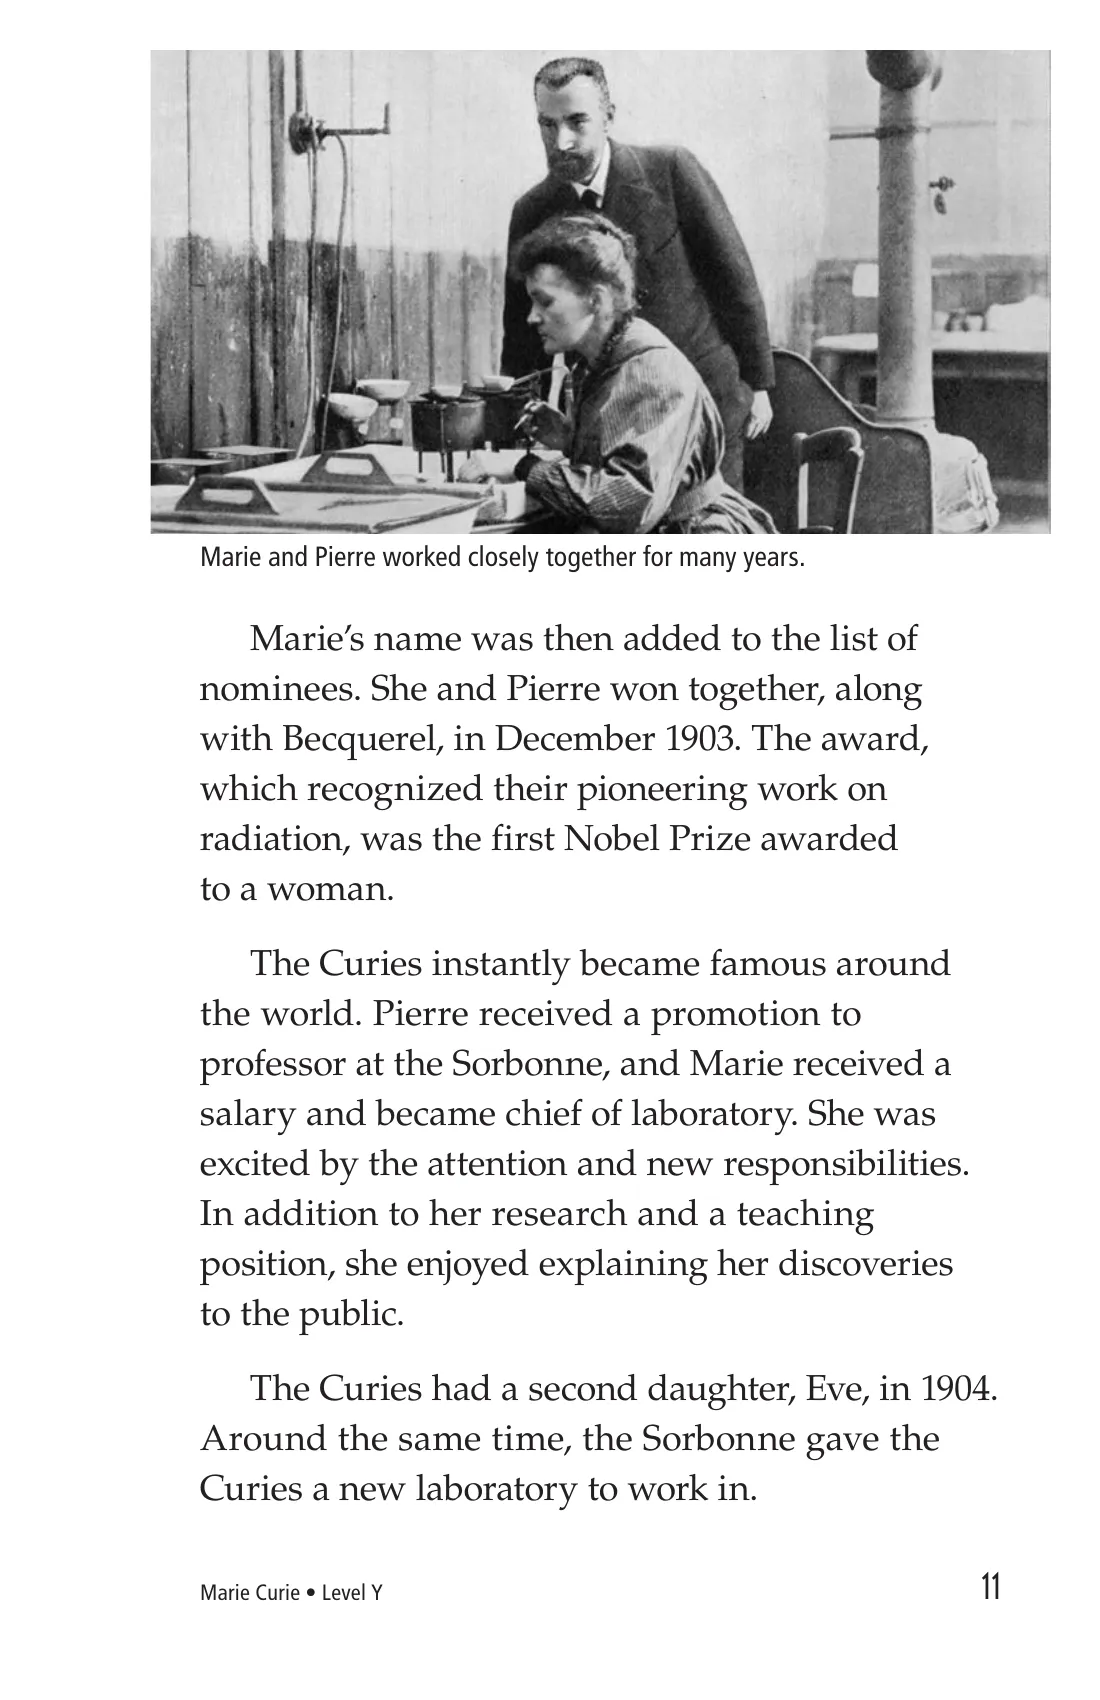 Marie and Pierre worked closely together for many years.
Marie’s name was then added to the list of
nominees. She and Pierre won together, along
with Becquerel, in December 1903. The award,
which recognized their pioneering work on
radiation, was the first Nobel Prize awarded
to a woman.
The Curies instantly became famous around
the world. Pierre received a promotion to
professor at the Sorbonne, and Marie received a
salary and became chief of laboratory. She was
excited by the attention and new responsibilities.
In addition to her research and a teaching
position, she enjoyed explaining her discoveries
to the public.
The Curies had a second daughter, Eve, in 1904.
Around the same time, the Sorbonne gave the
Curies a new laboratory to work in.
Marie Curie • Level Y
11